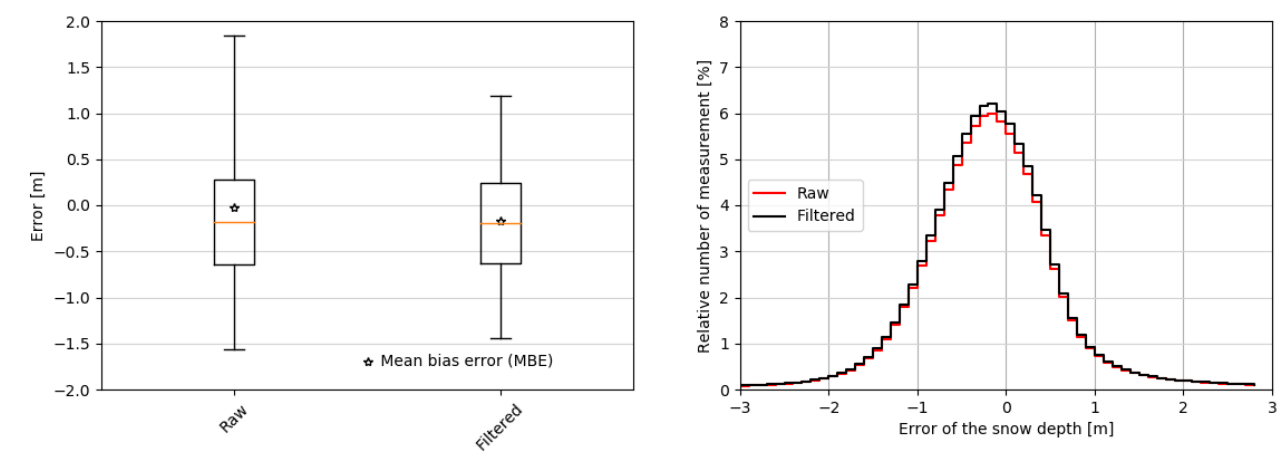 2.0
1.5
1.0
0.5
0.0
−0.5
−1.0
−1.5
−2.0
Error [m]
Mean bias error (MBE)
Raw
Filtered
8
7
6
5
4
3
2
1
0
Relative number of measurement [%]
Raw
Filtered
−3 −2 −1 0 1 2 3
Error of the snow depth [m]